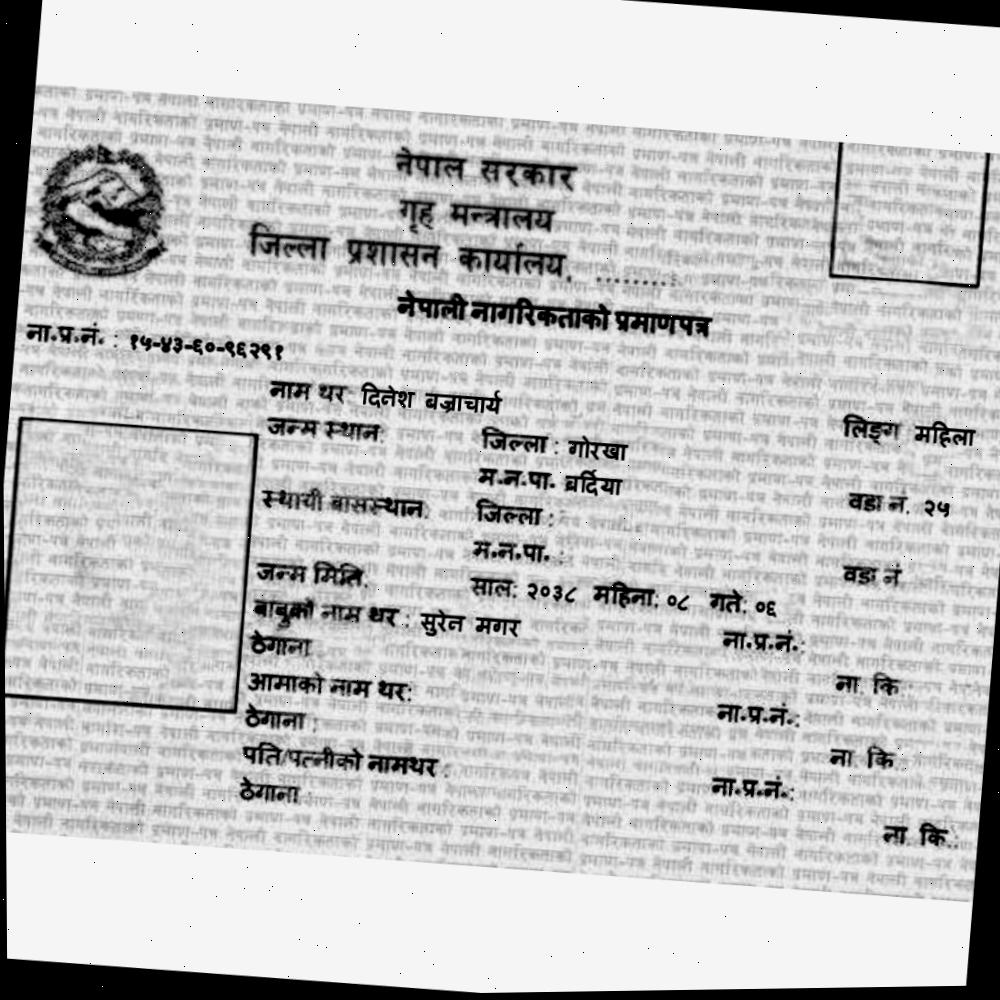 नेपाल सरकार
गृह मन्त्रालय
जिल्ला प्रशासन कार्यालय, .........
नेपाली नागरिकताको प्रमाणपत्र
ना.प्र.नं. : १५-४३-६०-९६२९१
नाम थर दिनेश बज्राचार्य लिङ्ग महिला
जन्म स्थान: जिल्ला : गोरखा
म.न.पा. बर्दिया वडा नं. २५
स्थायी बासस्थान: जिल्ला :
म.न.पा. : वडा नं
जन्म मिति: साल: २०३८ महिना: ०८ गते: ०६
बाबुको नाम थर : सुरेन मगर ना.प्र.नं.:
ठेगाना ना. कि.:
आमाको नाम थर: ना.प्र.नं.:
ठेगाना : ना. कि.:
पति/पत्नीको नामथर : ना.प्र.नं.:
ठेगाना : ना. कि.: